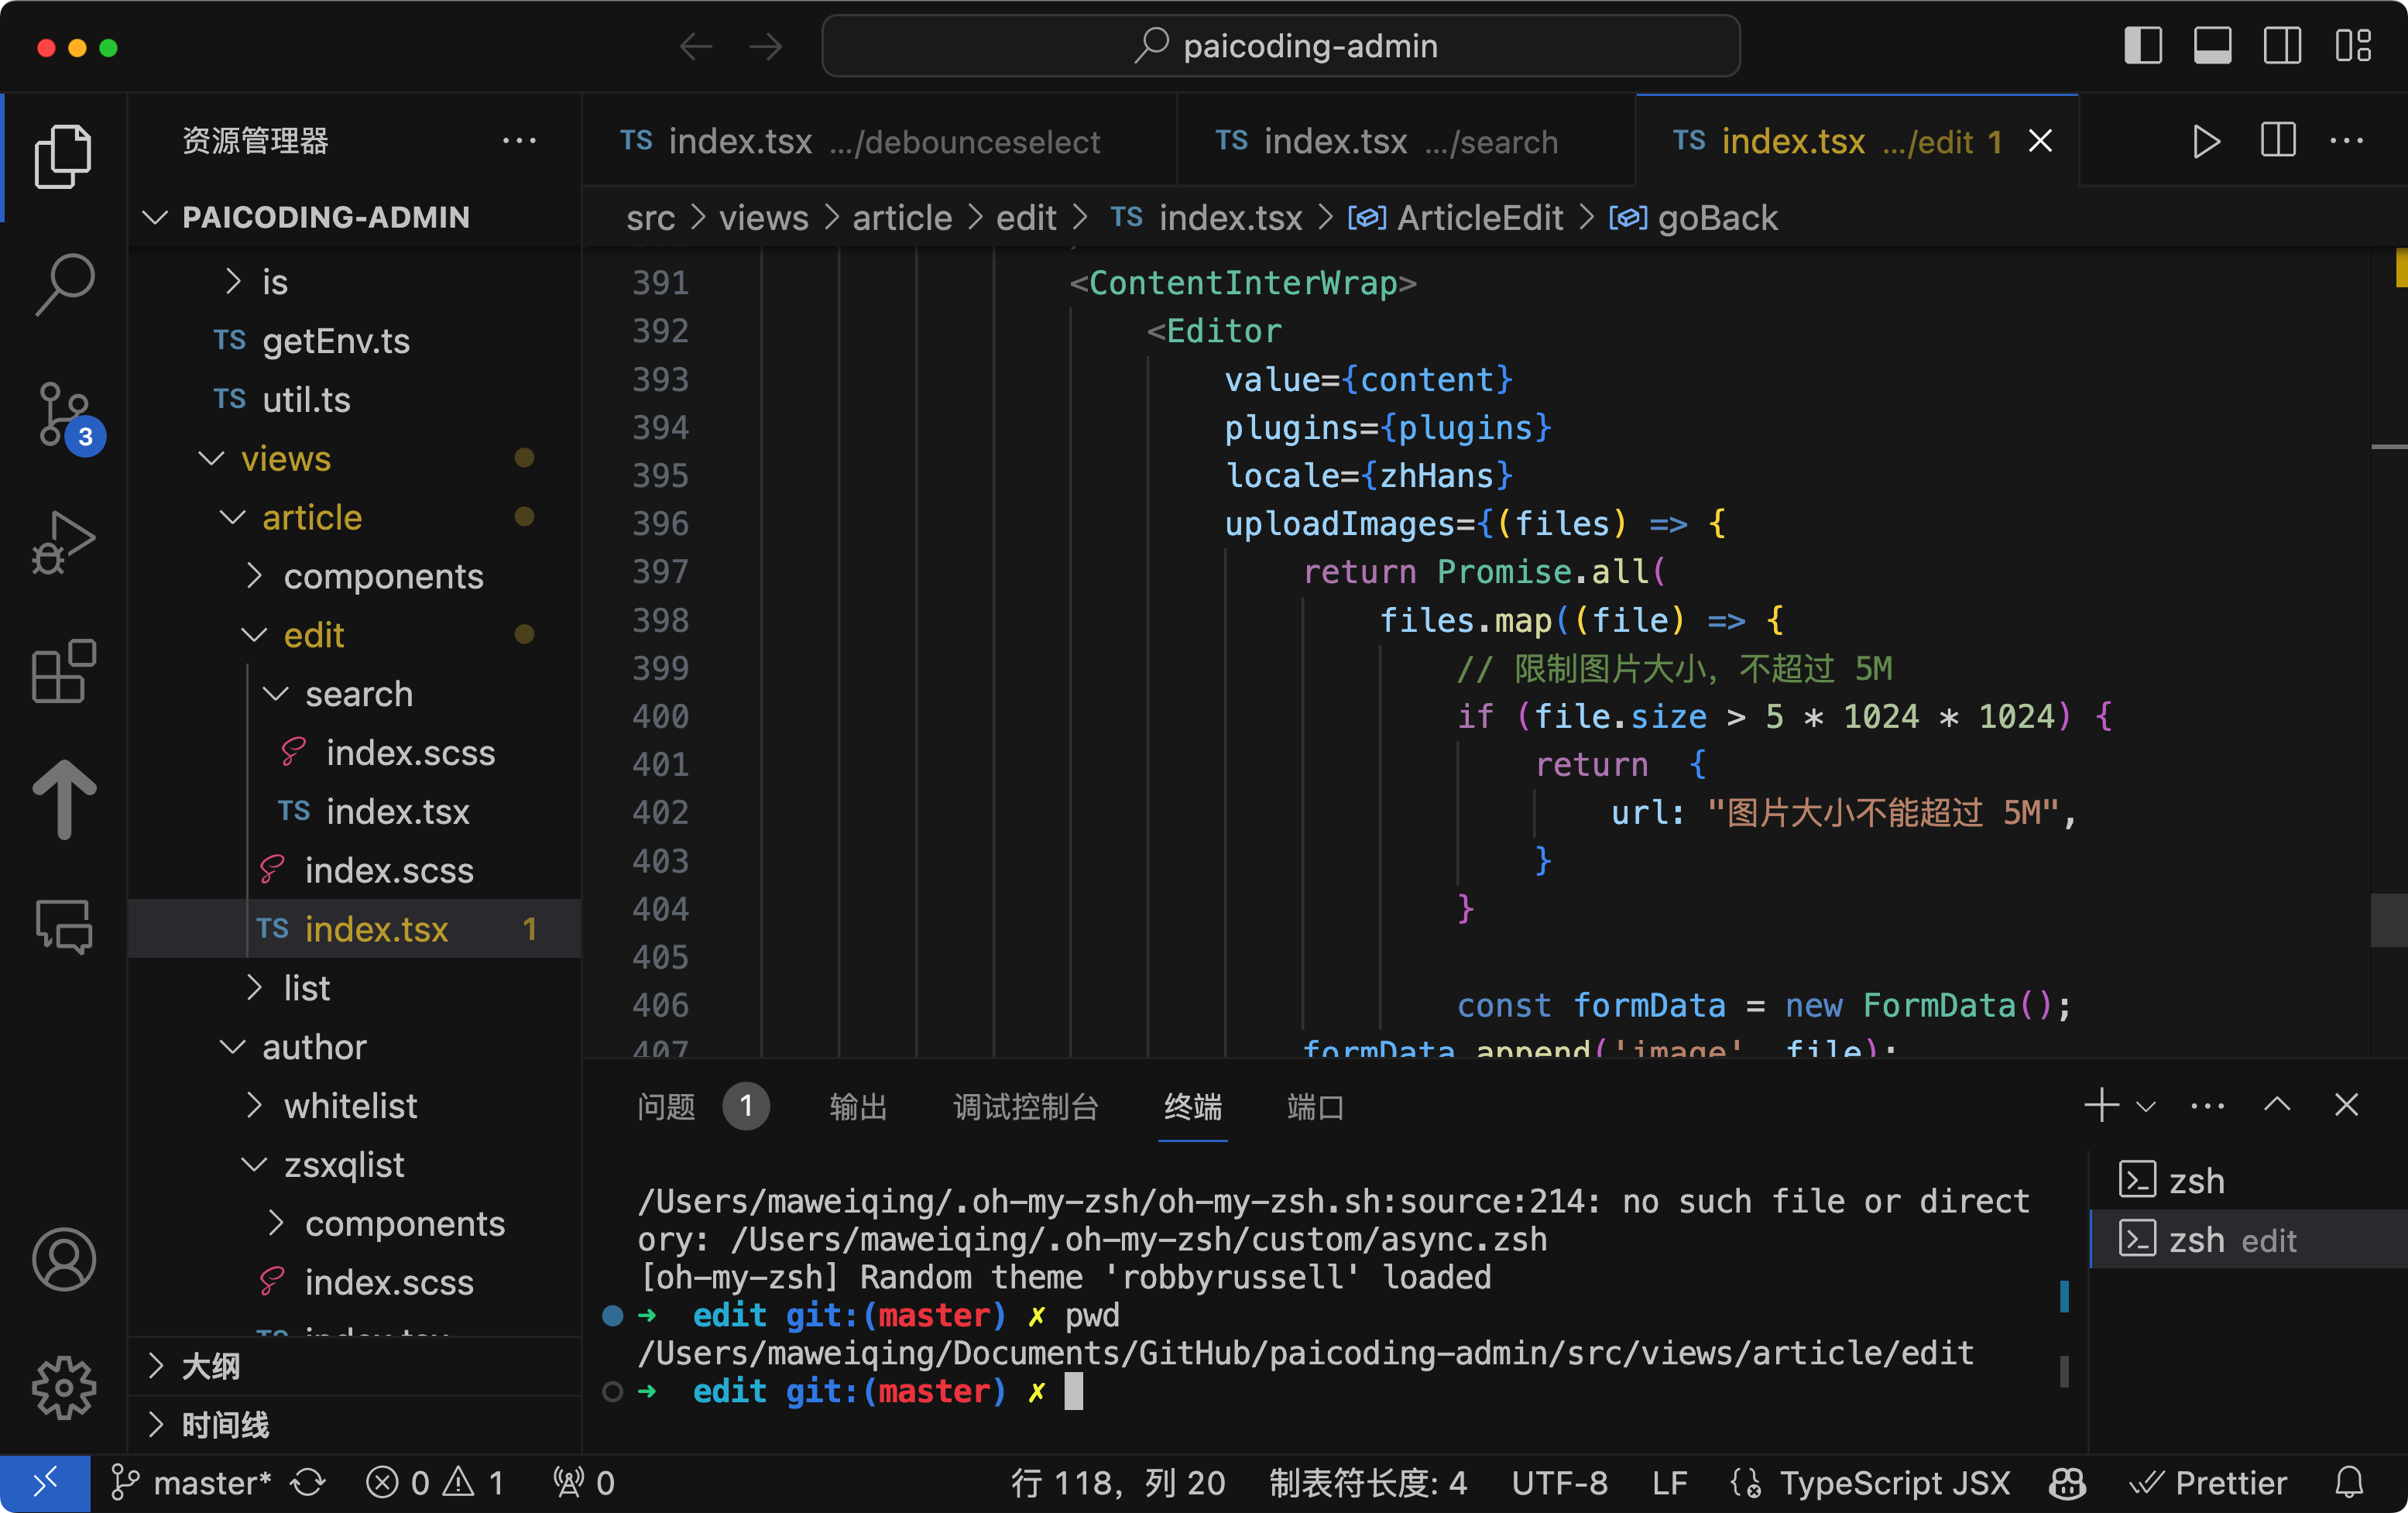 paicoding-admin
资源管理器
PAICODING-ADMIN
is
TS getEnv.ts
TS util.ts
views
article
components
edit
search
index.scss
TS index.tsx
index.scss
TS index.tsx 1
list
author
whitelist
zsxqlist
components
index.scss
TS index.tsx
大纲
时间线
3
TS index.tsx .../debounceselect
TS index.tsx .../search
TS index.tsx .../edit 1
src > views > article > edit > TS index.tsx > ArticleEdit > goBack
391 <ContentInterWrap>
392 <Editor
393 value={content}
394 plugins={plugins}
395 locale={zhHans}
396 uploadImages={(files) => {
397 return Promise.all(
398 files.map((file) => {
399 // 限制图片大小，不超过 5M
400 if (file.size > 5 * 1024 * 1024) {
401 return  {
402 url: "图片大小不能超过 5M",
403 }
404 }
405
406 const formData = new FormData();
407 formData.append('image', file);
问题 1 输出 调试控制台 终端 端口
/Users/maweiqing/.oh-my-zsh/oh-my-zsh.sh:source:214: no such file or direct
ory: /Users/maweiqing/.oh-my-zsh/custom/async.zsh
[oh-my-zsh] Random theme 'robbyrussell' loaded
➜  edit git:(master) ✗ pwd
/Users/maweiqing/Documents/GitHub/paicoding-admin/src/views/article/edit
➜  edit git:(master) ✗
zsh
zsh edit
master* 0 1 0 行 118，列 20 制表符长度: 4 UTF-8 LF TypeScript JSX Prettier